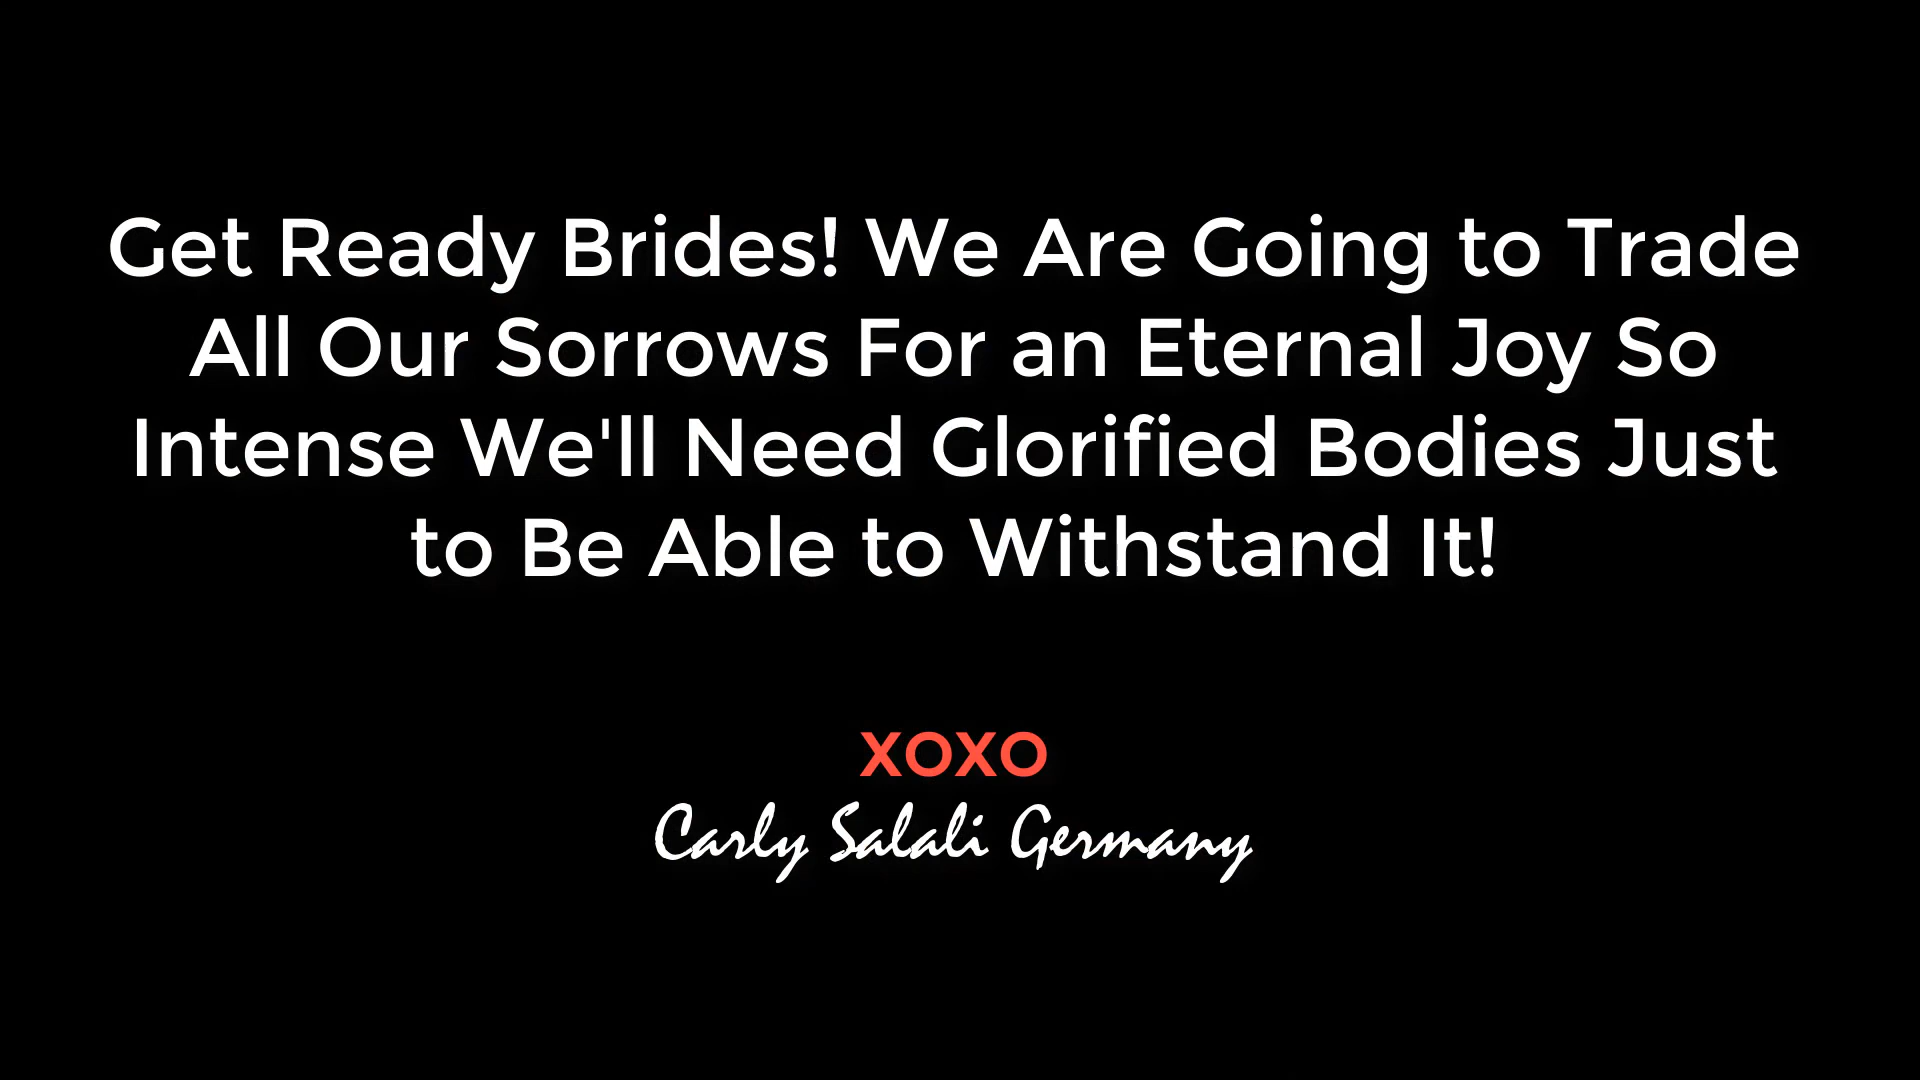 Get Ready Brides! We Are Going to Trade
All Our Sorrows For an Eternal Joy So
Intense We'll Need Glorified Bodies Just
to Be Able to Withstand It!
XOXO
Carly Salali Germany